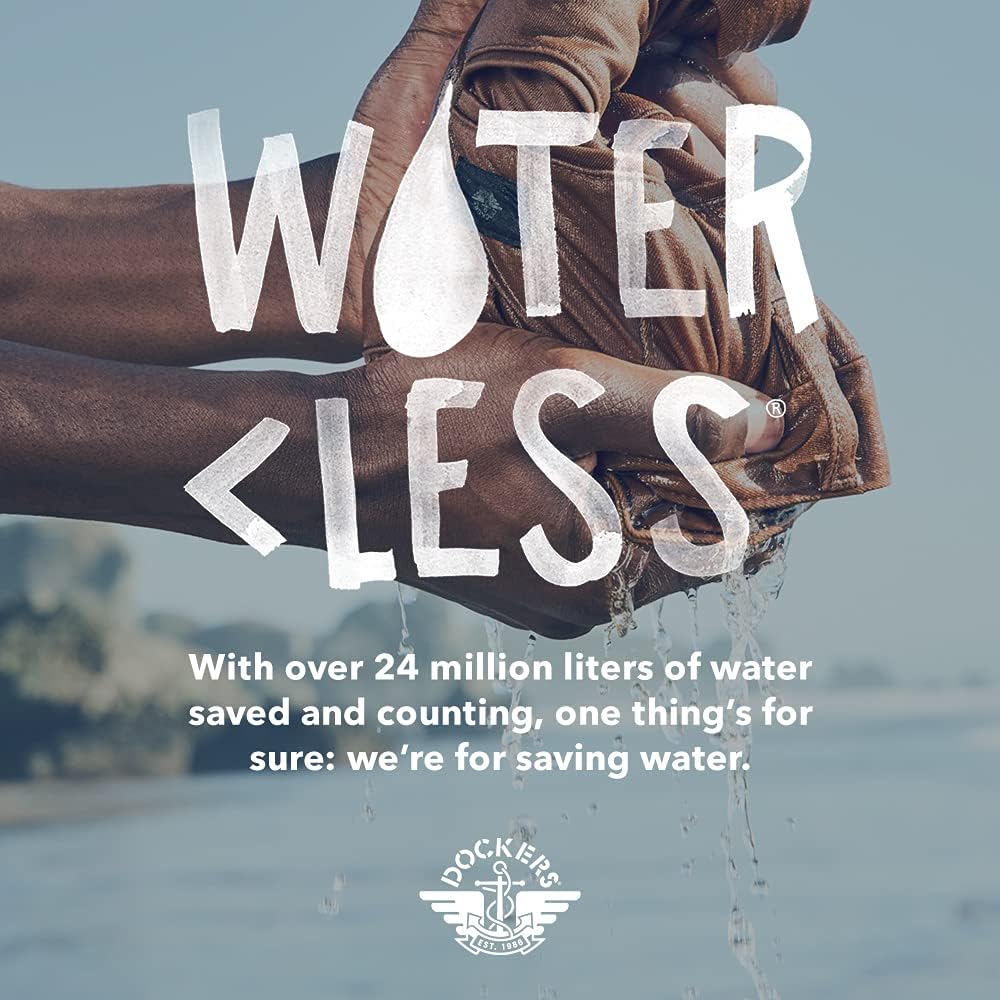 WATER
<LESS®
With over 24 million liters of water
saved and counting, one thing's for
sure: we're for saving water.
DOCKERS®
EST. 1986